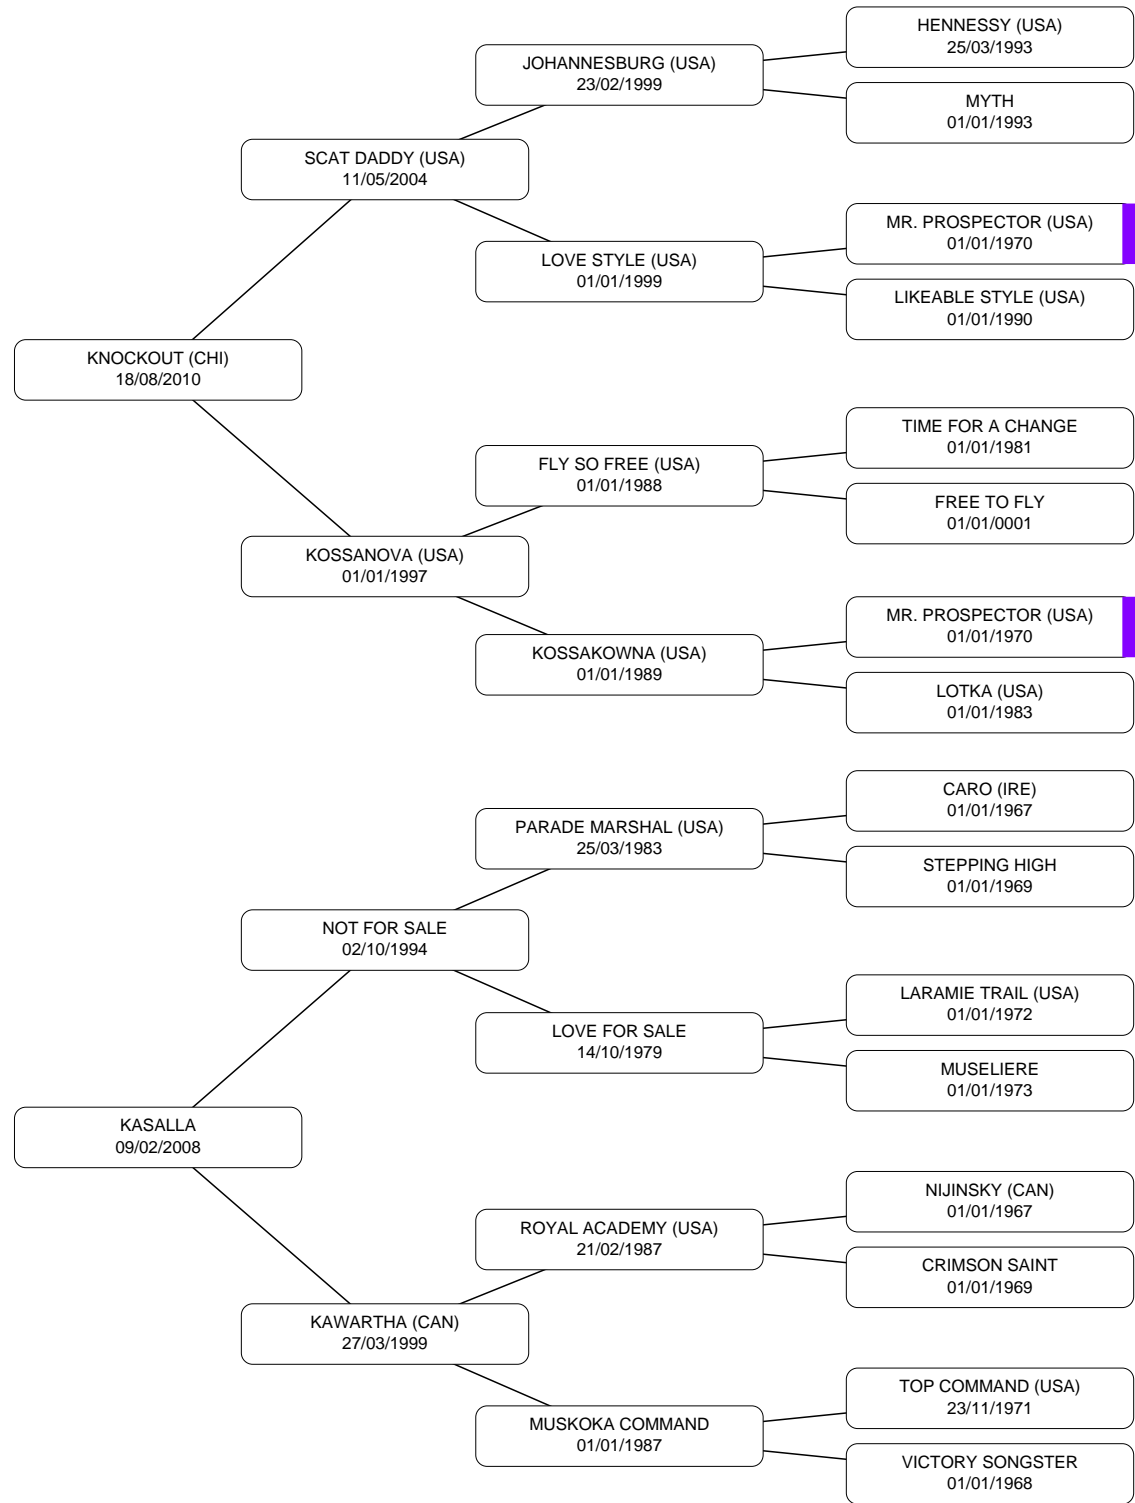 HENNESSY (USA)
25/03/1993
JOHANNESBURG (USA)
23/02/1999
MYTH
01/01/1993
SCAT DADDY (USA)
11/05/2004
MR. PROSPECTOR (USA)
01/01/1970
LOVE STYLE (USA)
01/01/1999
LIKEABLE STYLE (USA)
01/01/1990
KNOCKOUT (CHI)
18/08/2010
TIME FOR A CHANGE
01/01/1981
FLY SO FREE (USA)
01/01/1988
FREE TO FLY
01/01/0001
KOSSANOVA (USA)
01/01/1997
MR. PROSPECTOR (USA)
01/01/1970
KOSSAKOWNA (USA)
01/01/1989
LOTKA (USA)
01/01/1983
CARO (IRE)
01/01/1967
PARADE MARSHAL (USA)
25/03/1983
STEPPING HIGH
01/01/1969
NOT FOR SALE
02/10/1994
LARAMIE TRAIL (USA)
01/01/1972
LOVE FOR SALE
14/10/1979
MUSELIERE
01/01/1973
KASALLA
09/02/2008
NIJINSKY (CAN)
01/01/1967
ROYAL ACADEMY (USA)
21/02/1987
CRIMSON SAINT
01/01/1969
KAWARTHA (CAN)
27/03/1999
TOP COMMAND (USA)
23/11/1971
MUSKOKA COMMAND
01/01/1987
VICTORY SONGSTER
01/01/1968